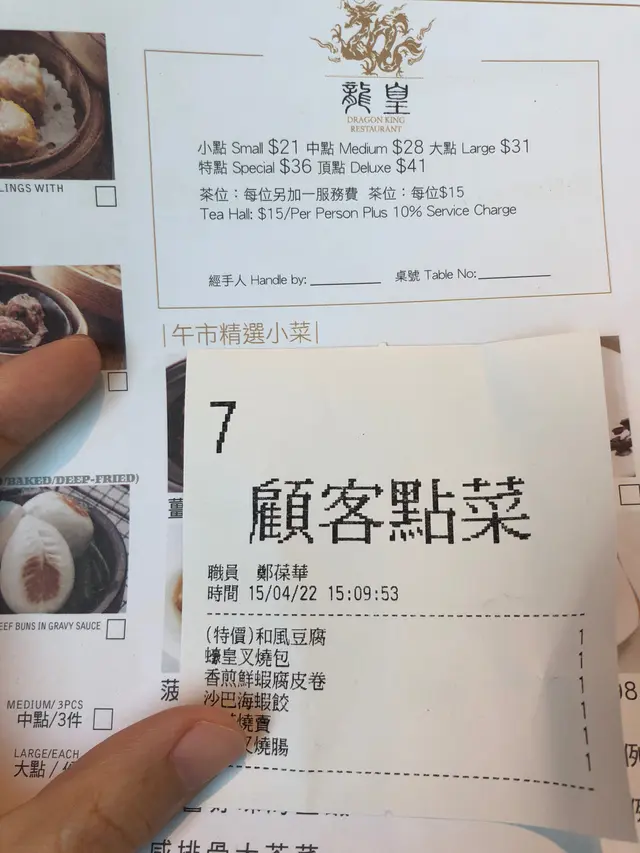 龍皇
DRAGON KING
RESTAURANT
小點 Small $21 中點 Medium $28 大點 Large $31
特點 Special $36 頂點 Deluxe $41
茶位：每位另加一服務費 茶位：每位$15
Tea Hall: $15/Per Person Plus 10% Service Charge
經手人 Handle by: 桌號 Table No:
LINGS WITH
午市精選小菜
/BAKED/DEEP-FRIED)
EEF BUNS IN GRAVY SAUCE
MEDIUM/3PCS
中點/3件
LARGE/EACH
大點/
7
顧客點菜
職員 鄭葆華
時間 15/04/22 15:09:53
(特價)和風豆腐 1
蠔皇叉燒包 1
香煎鮮蝦腐皮卷 1
沙巴海蝦餃 1
燒賣 1
叉燒腸 1
薑
菠
98
例
例
排骨